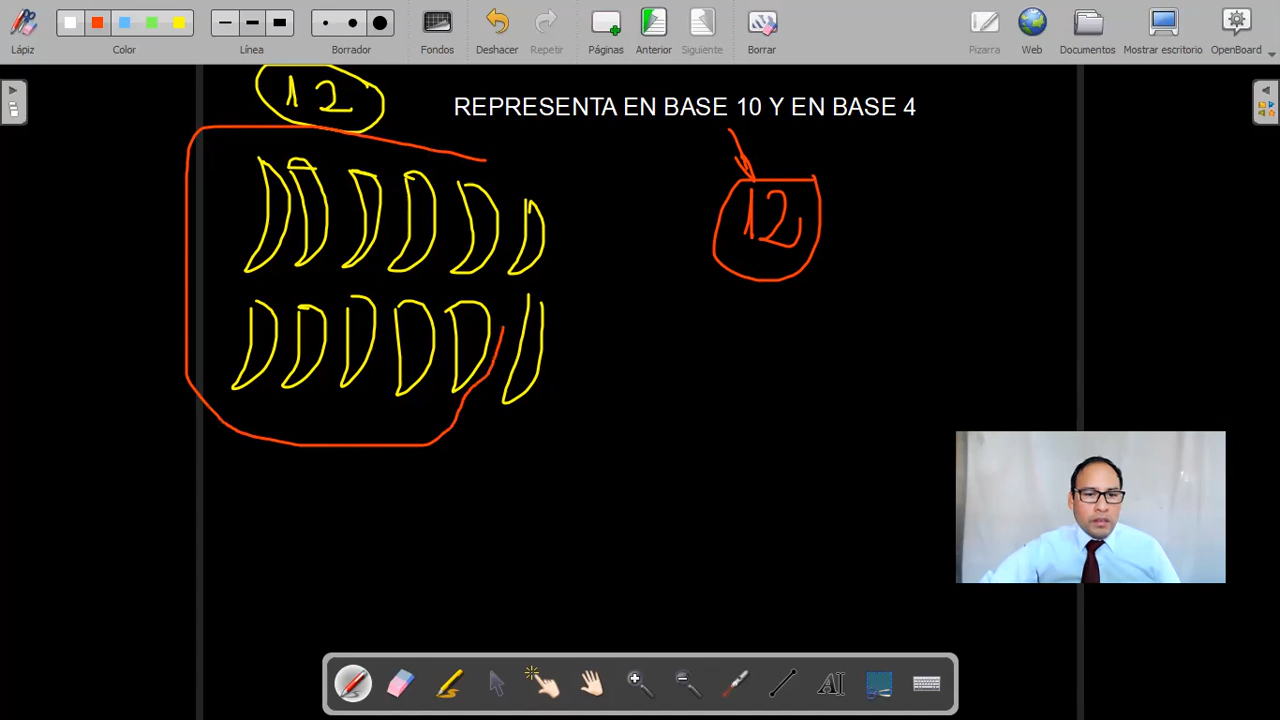 Lápiz
Color
Línea
Borrador
Fondos
Deshacer
Repetir
Páginas
Anterior
Siguiente
Borrar
Pizarra
Web
Documentos
Mostrar escritorio
OpenBoard
12
REPRESENTA EN BASE 10 Y EN BASE 4
12